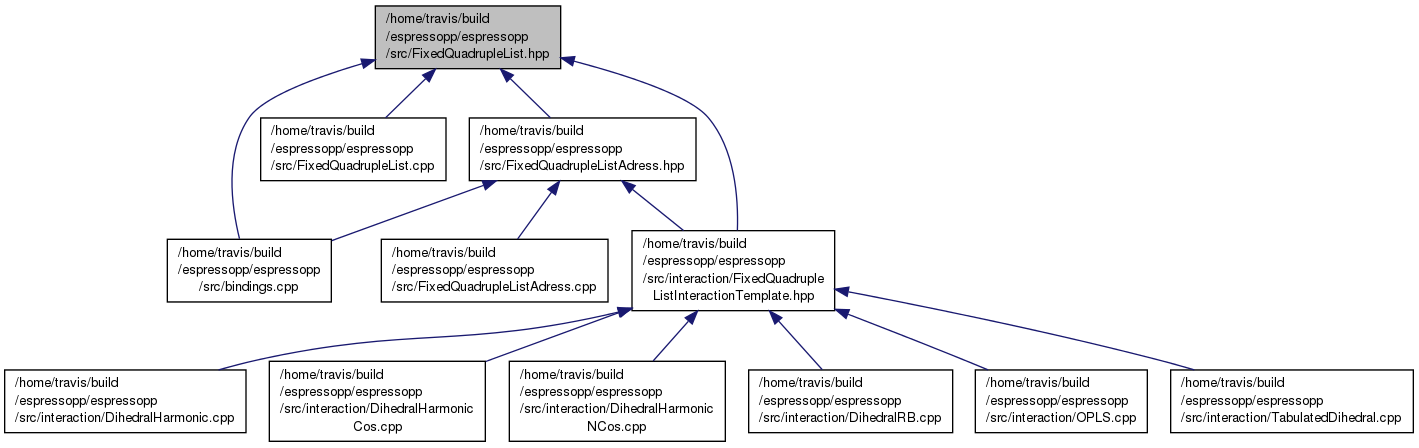 /home/travis/build
/espressopp/espressopp
/src/FixedQuadrupleList.hpp
/home/travis/build
/espressopp/espressopp
/src/FixedQuadrupleList.cpp
/home/travis/build
/espressopp/espressopp
/src/FixedQuadrupleListAdress.hpp
/home/travis/build
/espressopp/espressopp
/src/bindings.cpp
/home/travis/build
/espressopp/espressopp
/src/FixedQuadrupleListAdress.cpp
/home/travis/build
/espressopp/espressopp
/src/interaction/FixedQuadruple
ListInteractionTemplate.hpp
/home/travis/build
/espressopp/espressopp
/src/interaction/DihedralHarmonic.cpp
/home/travis/build
/espressopp/espressopp
/src/interaction/DihedralHarmonic
Cos.cpp
/home/travis/build
/espressopp/espressopp
/src/interaction/DihedralHarmonic
NCos.cpp
/home/travis/build
/espressopp/espressopp
/src/interaction/DihedralRB.cpp
/home/travis/build
/espressopp/espressopp
/src/interaction/OPLS.cpp
/home/travis/build
/espressopp/espressopp
/src/interaction/TabulatedDihedral.cpp